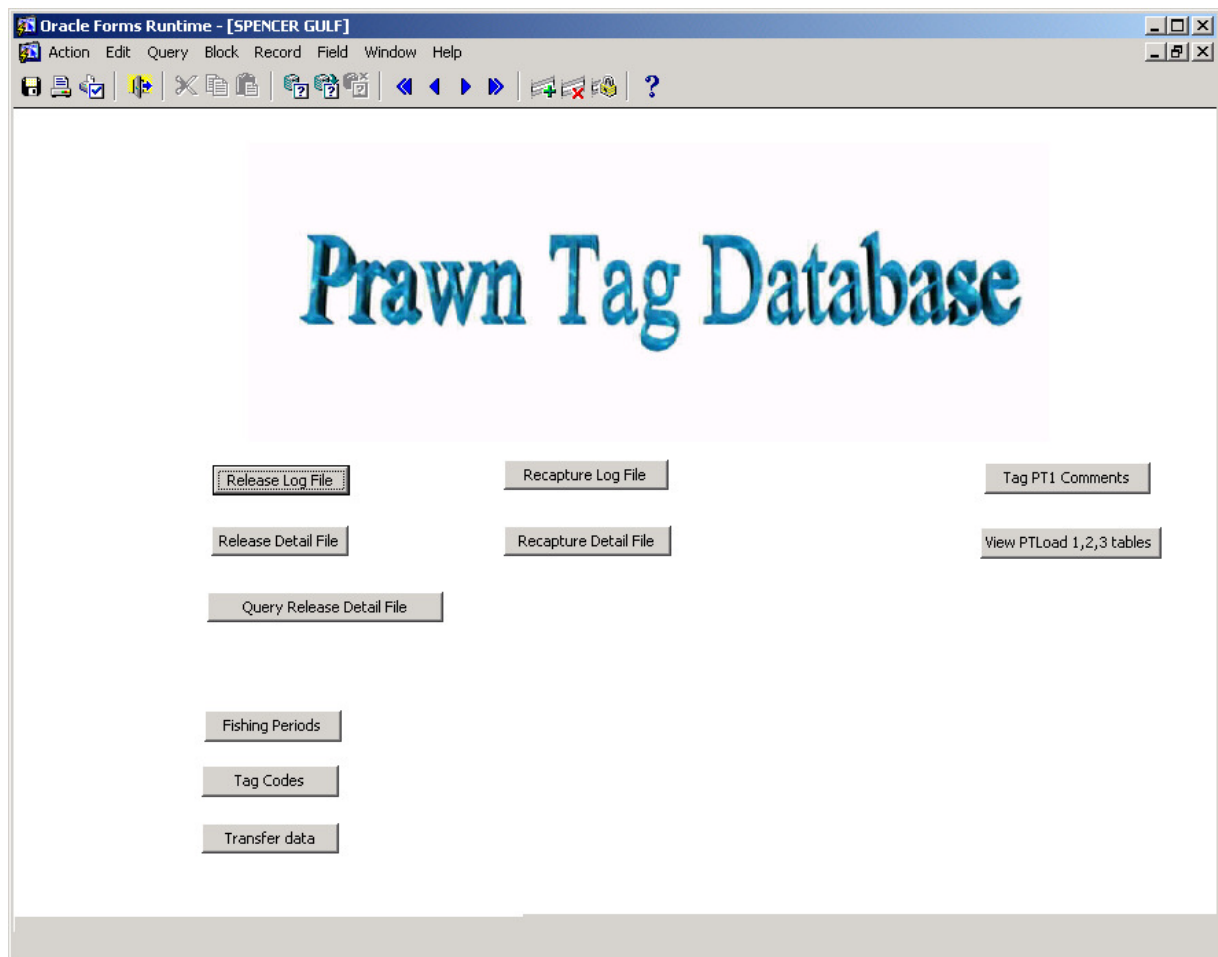 Oracle Forms Runtime - [SPENCER GULF]
Action Edit Query Block Record Field Window Help
Prawn Tag Database
Release Log File
Recapture Log File
Tag PT1 Comments
Release Detail File
Recapture Detail File
View PTLoad 1,2,3 tables
Query Release Detail File
Fishing Periods
Tag Codes
Transfer data